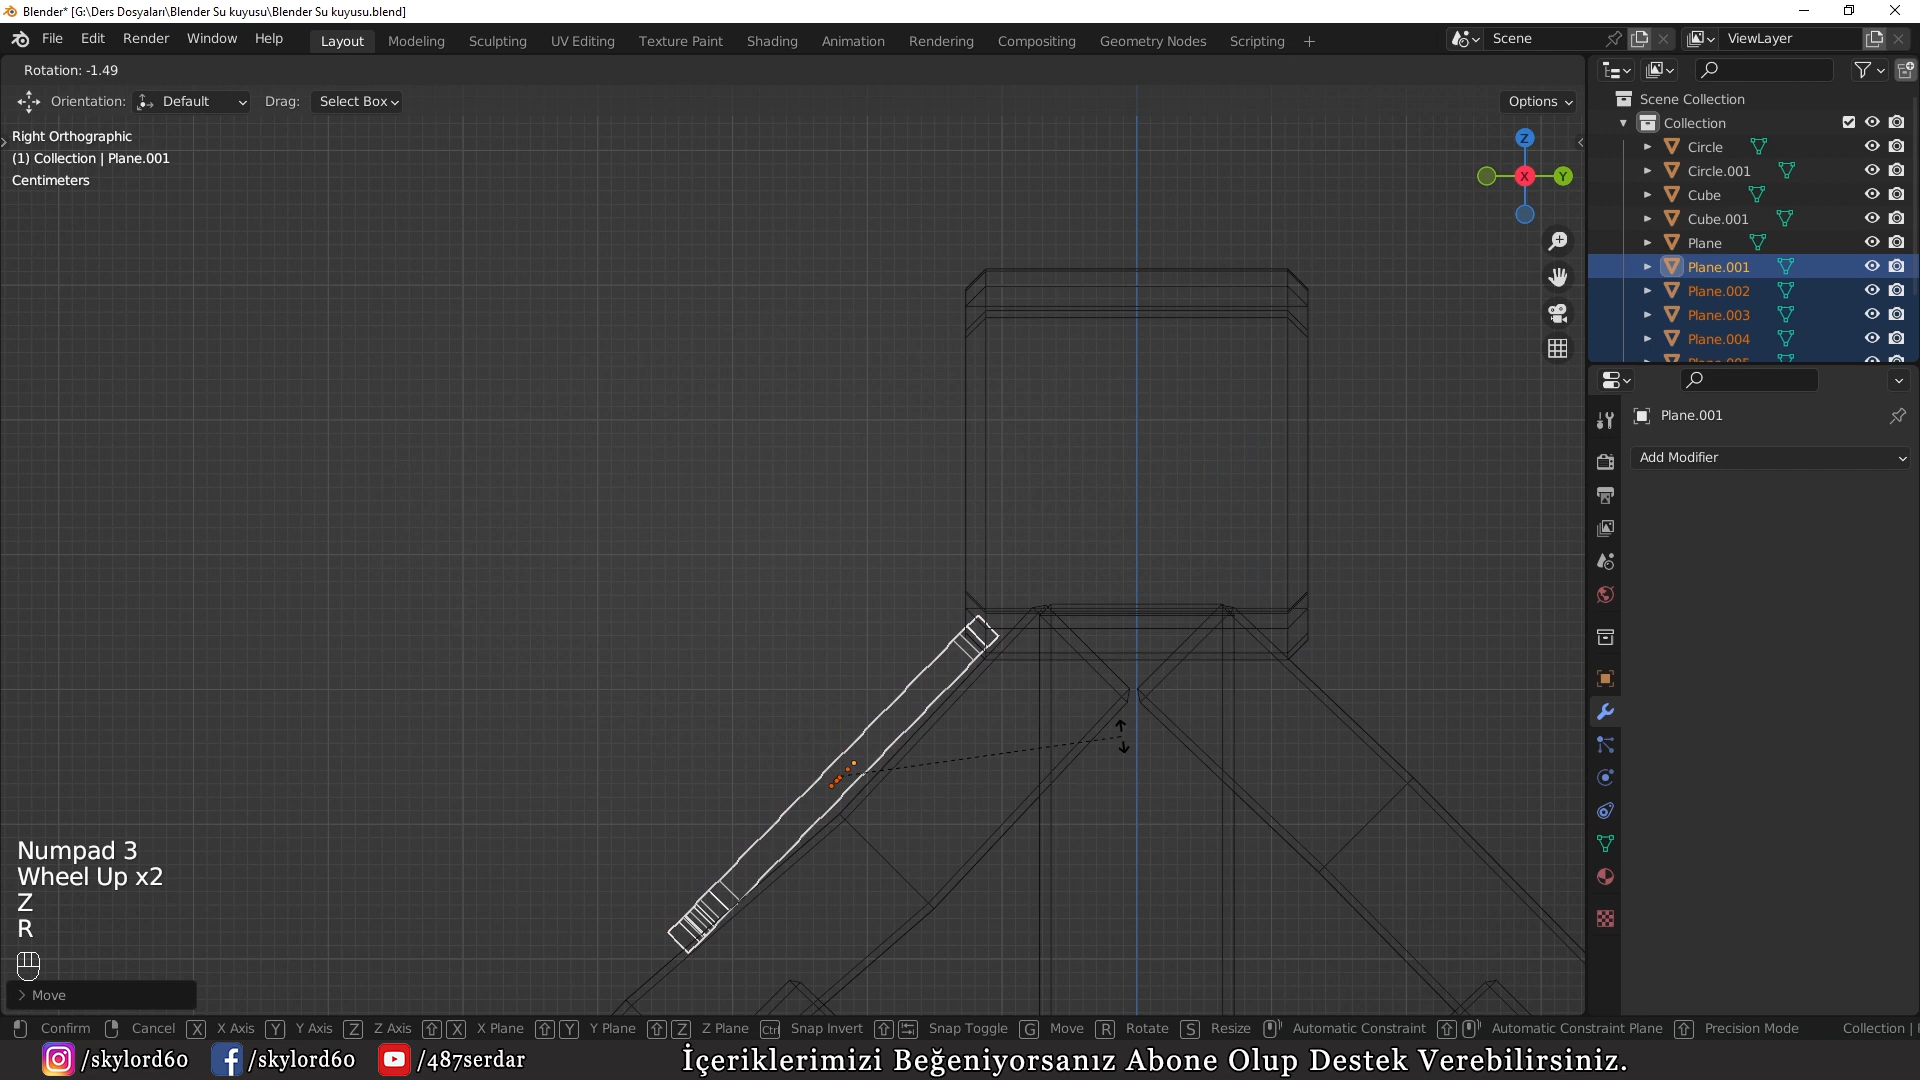 Blender* [G:\Ders Dosyaları\Blender Su kuyusu\Blender Su kuyusu.blend]
File Edit Render Window Help Layout Modeling Sculpting UV Editing Texture Paint Shading Animation Rendering Compositing Geometry Nodes Scripting + Scene ViewLayer
Rotation: -1.49
Orientation: Default Drag: Select Box Options
Right Orthographic
(1) Collection | Plane.001
Centimeters
Z
X
Y
Scene Collection
Collection
Circle
Circle.001
Cube
Cube.001
Plane
Plane.001
Plane.002
Plane.003
Plane.004
Plane.005
Plane.001
Add Modifier
Numpad 3
Wheel Up x2
Z
R
Move
Confirm Cancel X X Axis Y Y Axis Z Z Axis X X Plane Y Y Plane Z Z Plane Ctrl Snap Invert Snap Toggle G Move R Rotate S Resize Automatic Constraint Automatic Constraint Plane Precision Mode Collection |
/skylord60 /skylord60 /487serdar İçeriklerimizi Beğeniyorsanız Abone Olup Destek Verebilirsiniz.